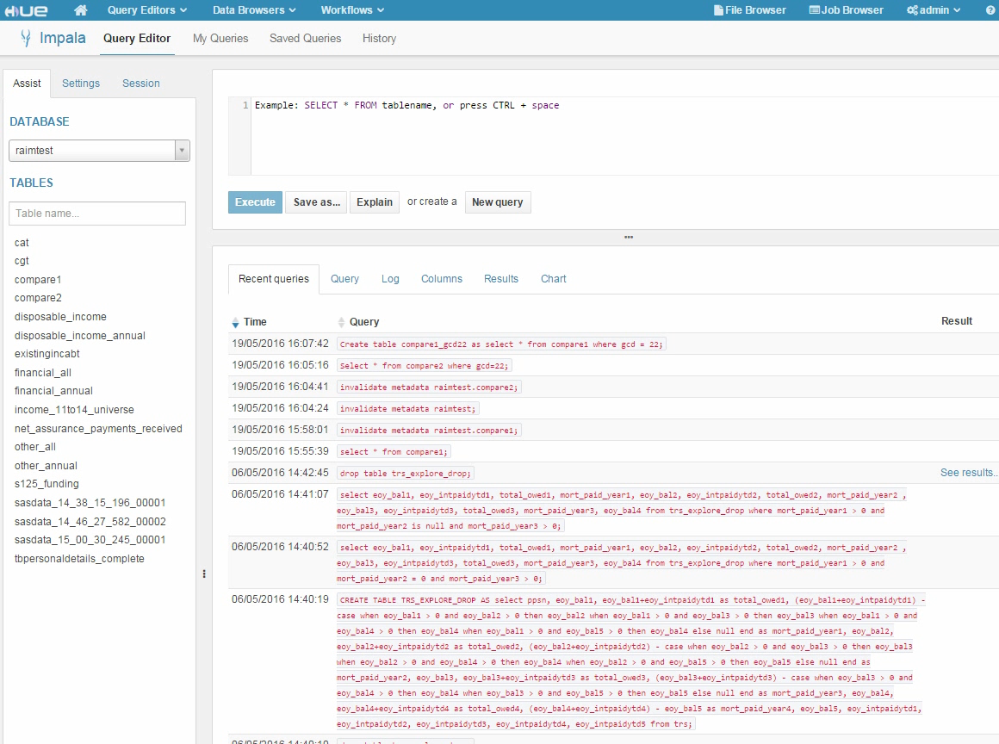 HUE Query Editors Data Browsers Workflows File Browser Job Browser admin
Impala Query Editor My Queries Saved Queries History
Assist Settings Session
DATABASE
raimtest
TABLES
Table name...
cat
cgt
compare1
compare2
disposable_income
disposable_income_annual
existingincabt
financial_all
financial_annual
income_11to14_universe
net_assurance_payments_received
other_all
other_annual
s125_funding
sasdata_14_38_15_196_00001
sasdata_14_46_27_582_00002
sasdata_15_00_30_245_00001
tbpersonaldetails_complete
1 Example: SELECT * FROM tablename, or press CTRL + space
Execute Save as... Explain or create a New query
Recent queries Query Log Columns Results Chart
Time Query Result
19/05/2016 16:07:42 Create table compare1_gcd22 as select * from compare1 where gcd = 22;
19/05/2016 16:05:16 Select * from compare2 where gcd=22;
19/05/2016 16:04:41 invalidate metadata raimtest.compare2;
19/05/2016 16:04:24 invalidate metadata raimtest;
19/05/2016 15:58:01 invalidate metadata raimtest.compare1;
19/05/2016 15:55:39 select * from compare1;
06/05/2016 14:42:45 drop table trs_explore_drop; See results..
06/05/2016 14:41:07 select eoy_bal1, eoy_intpaidytd1, total_owed1, mort_paid_year1, eoy_bal2, eoy_intpaidytd2, total_owed2, mort_paid_year2 ,
eoy_bal3, eoy_intpaidytd3, total_owed3, mort_paid_year3, eoy_bal4 from trs_explore_drop where mort_paid_year1 > 0 and
mort_paid_year2 is null and mort_paid_year3 > 0;
06/05/2016 14:40:52 select eoy_bal1, eoy_intpaidytd1, total_owed1, mort_paid_year1, eoy_bal2, eoy_intpaidytd2, total_owed2, mort_paid_year2 ,
eoy_bal3, eoy_intpaidytd3, total_owed3, mort_paid_year3, eoy_bal4 from trs_explore_drop where mort_paid_year1 > 0 and
mort_paid_year2 = 0 and mort_paid_year3 > 0;
06/05/2016 14:40:19 CREATE TABLE TRS_EXPLORE_DROP AS select ppsn, eoy_bal1, eoy_bal1+eoy_intpaidytd1 as total_owed1, (eoy_bal1+eoy_intpaidytd1) -
case when eoy_bal1 > 0 and eoy_bal2 > 0 then eoy_bal2 when eoy_bal1 > 0 and eoy_bal3 > 0 then eoy_bal3 when eoy_bal1 > 0 and
eoy_bal4 > 0 then eoy_bal4 when eoy_bal1 > 0 and eoy_bal5 > 0 then eoy_bal4 else null end as mort_paid_year1, eoy_bal2,
eoy_bal2+eoy_intpaidytd2 as total_owed2, (eoy_bal2+eoy_intpaidytd2) - case when eoy_bal2 > 0 and eoy_bal3 > 0 then eoy_bal3
when eoy_bal2 > 0 and eoy_bal4 > 0 then eoy_bal4 when eoy_bal2 > 0 and eoy_bal5 > 0 then eoy_bal5 else null end as
mort_paid_year2, eoy_bal3, eoy_bal3+eoy_intpaidytd3 as total_owed3, (eoy_bal3+eoy_intpaidytd3) - case when eoy_bal3 > 0 and
eoy_bal4 > 0 then eoy_bal4 when eoy_bal3 > 0 and eoy_bal5 > 0 then eoy_bal5 else null end as mort_paid_year3, eoy_bal4,
eoy_bal4+eoy_intpaidytd4 as total_owed4, (eoy_bal4+eoy_intpaidytd4) - eoy_bal5 as mort_paid_year4, eoy_bal5, eoy_intpaidytd1,
eoy_intpaidytd2, eoy_intpaidytd3, eoy_intpaidytd4, eoy_intpaidytd5 from trs;